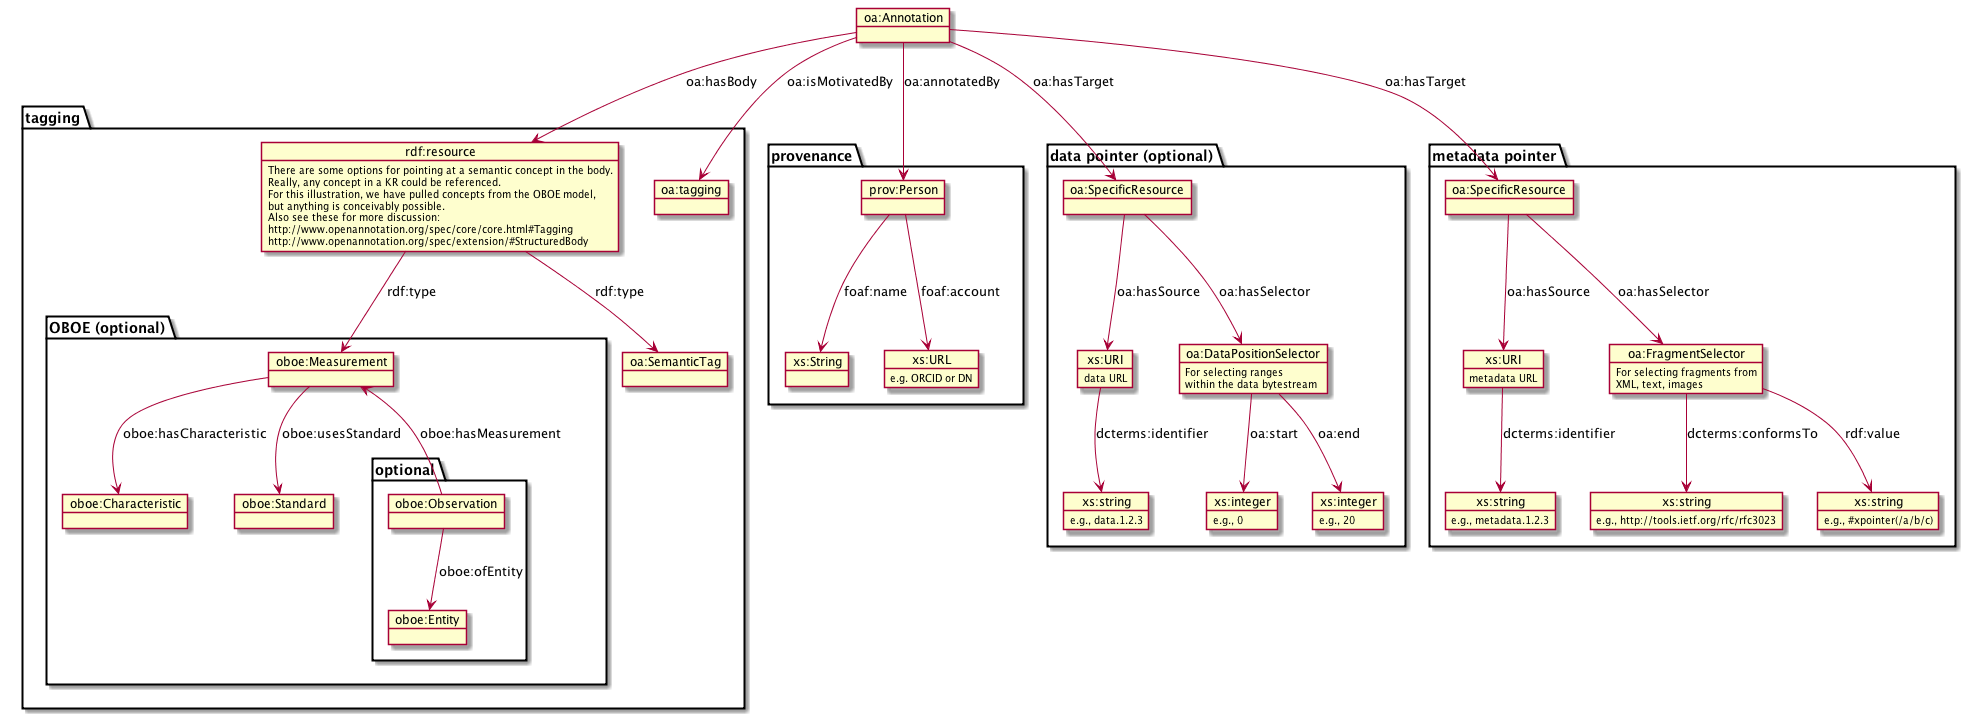 oa:Annotation
oa:hasBody
oa:isMotivatedBy
oa:annotatedBy
oa:hasTarget
oa:hasTarget
tagging
rdf:resource
There are some options for pointing at a semantic concept in the body.
Really, any concept in a KR could be referenced.
For this illustration, we have pulled concepts from the OBOE model,
but anything is conceivably possible.
Also see these for more discussion:
http://www.openannotation.org/spec/core/core.html#Tagging
http://www.openannotation.org/spec/extension/#StructuredBody
oa:tagging
rdf:type
rdf:type
OBOE (optional)
oboe:Measurement
oa:SemanticTag
oboe:hasCharacteristic
oboe:usesStandard
oboe:hasMeasurement
optional
oboe:Characteristic
oboe:Standard
oboe:Observation
oboe:ofEntity
oboe:Entity
provenance
prov:Person
foaf:name
foaf:account
xs:String
xs:URL
e.g. ORCID or DN
data pointer (optional)
oa:SpecificResource
oa:hasSource
oa:hasSelector
xs:URI
data URL
oa:DataPositionSelector
For selecting ranges
within the data bytestream
dcterms:identifier
oa:start
oa:end
xs:string
e.g., data.1.2.3
xs:integer
e.g., 0
xs:integer
e.g., 20
metadata pointer
oa:SpecificResource
oa:hasSource
oa:hasSelector
xs:URI
metadata URL
oa:FragmentSelector
For selecting fragments from
XML, text, images
dcterms:identifier
dcterms:conformsTo
rdf:value
xs:string
e.g., metadata.1.2.3
xs:string
e.g., http://tools.ietf.org/rfc/rfc3023
xs:string
e.g., #xpointer(/a/b/c)